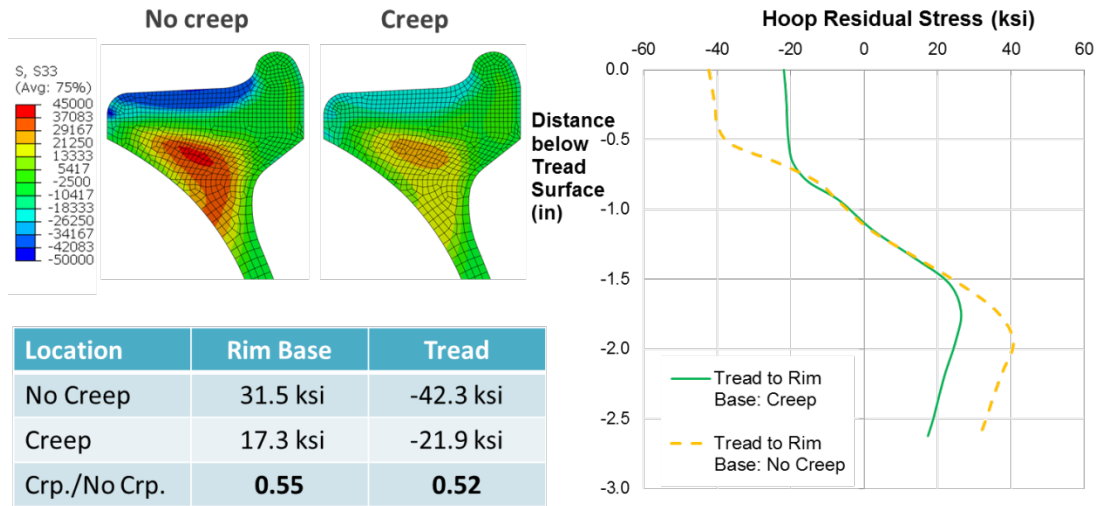 No creep
Creep
S, S33
(Avg: 75%)
45000
37083
29167
21250
13333
5417
-2500
-10417
-18333
-26250
-34167
-42083
-50000
Location Rim Base Tread
No Creep 31.5 ksi -42.3 ksi
Creep 17.3 ksi -21.9 ksi
Crp./No Crp. 0.55 0.52
Hoop Residual Stress (ksi)
-60 -40 -20 0 20 40 60
Distance
below
Tread
Surface
(in)
0.0
-0.5
-1.0
-1.5
-2.0
-2.5
-3.0
Tread to Rim
Base: Creep
Tread to Rim
Base: No Creep